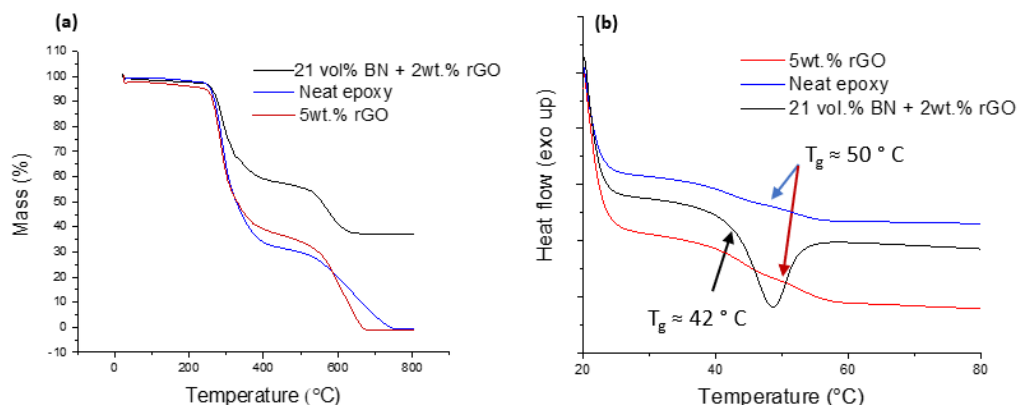 (a)
110
100
90
80
70
60
50
40
30
20
10
0
-10
Mass (%)
21 vol% BN + 2wt.% rGO
Neat epoxy
5wt.% rGO
0 200 400 600 800
Temperature (°C)
(b)
Heat flow (exo up)
5wt.% rGO
Neat epoxy
21 vol.% BN + 2wt.% rGO
Tg ≈ 50 ° C
Tg ≈ 42 ° C
20 40 60 80
Temperature (°C)